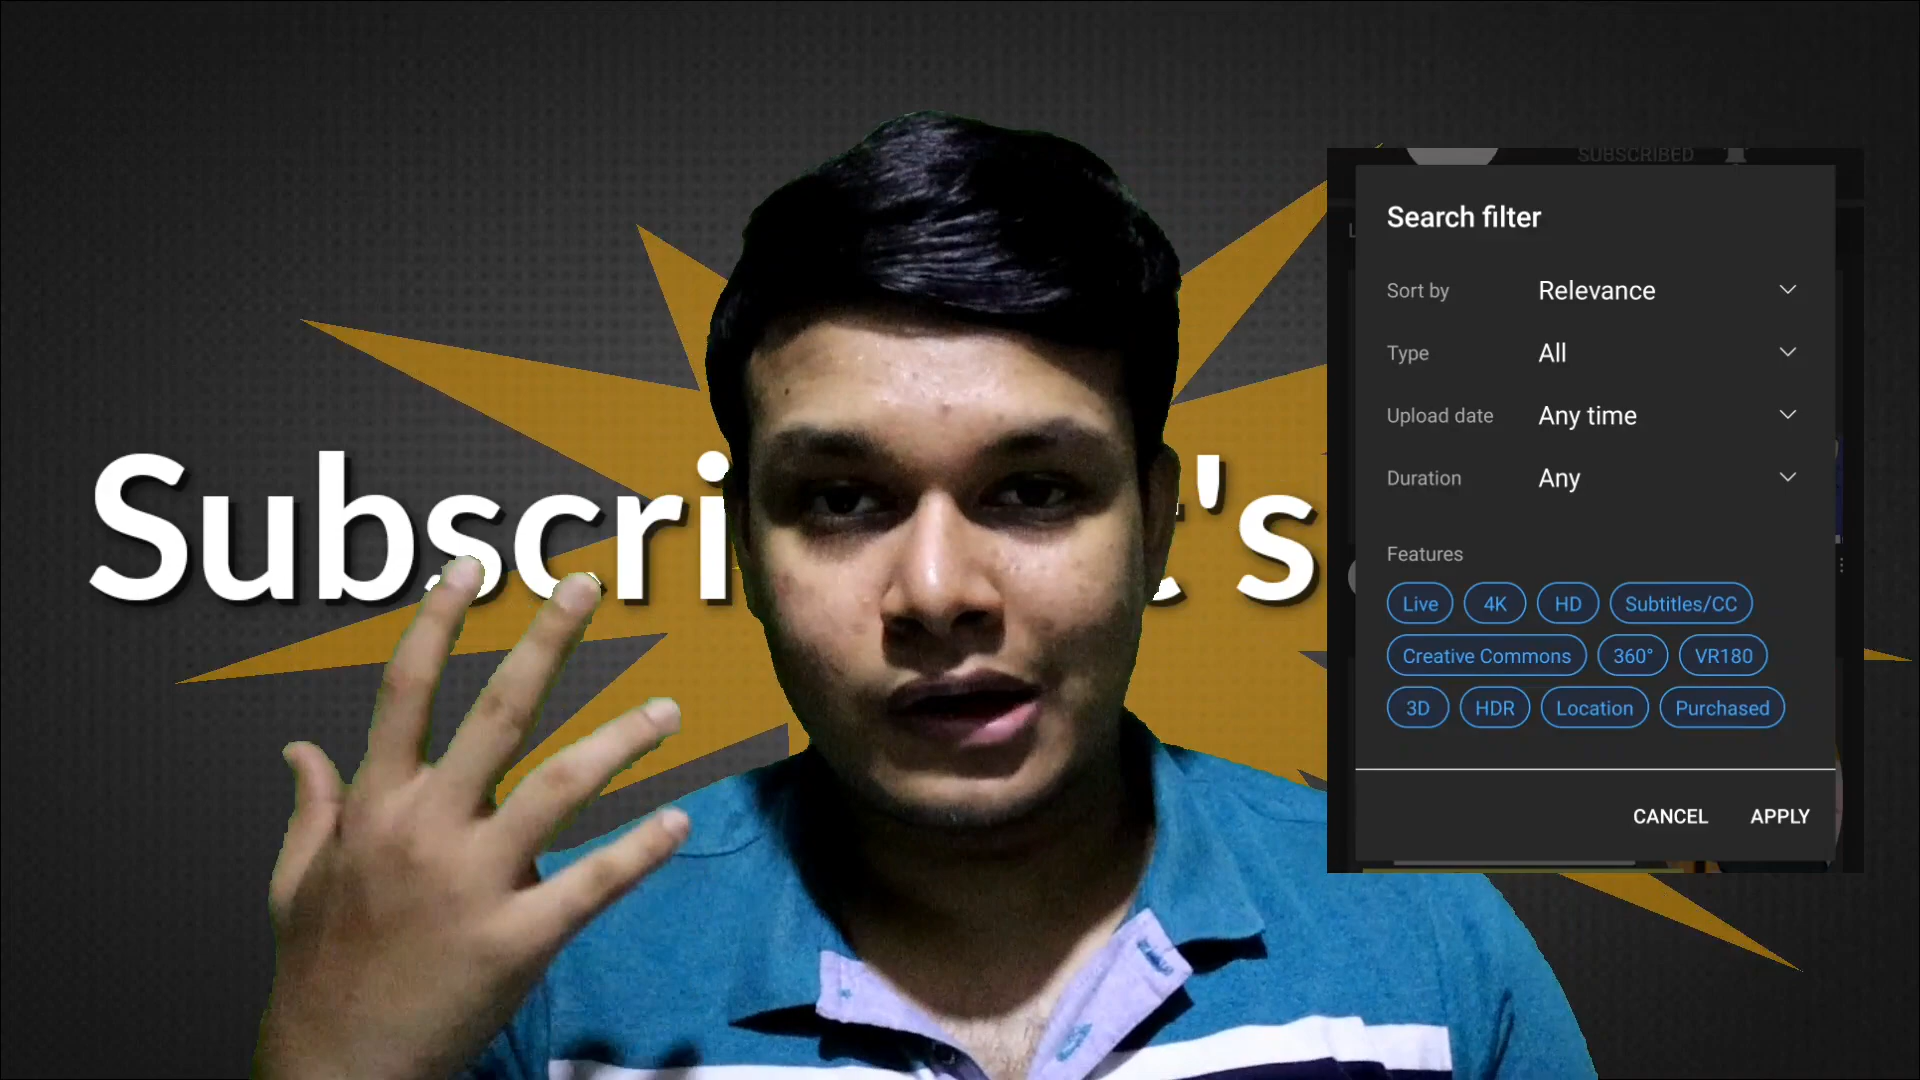 SUBSCRIBED
Search filter
Sort by Relevance
Type All
Upload date Any time
Duration Any
Features
Live 4K HD Subtitles/CC
Creative Commons 360° VR180
3D HDR Location Purchased
CANCEL APPLY